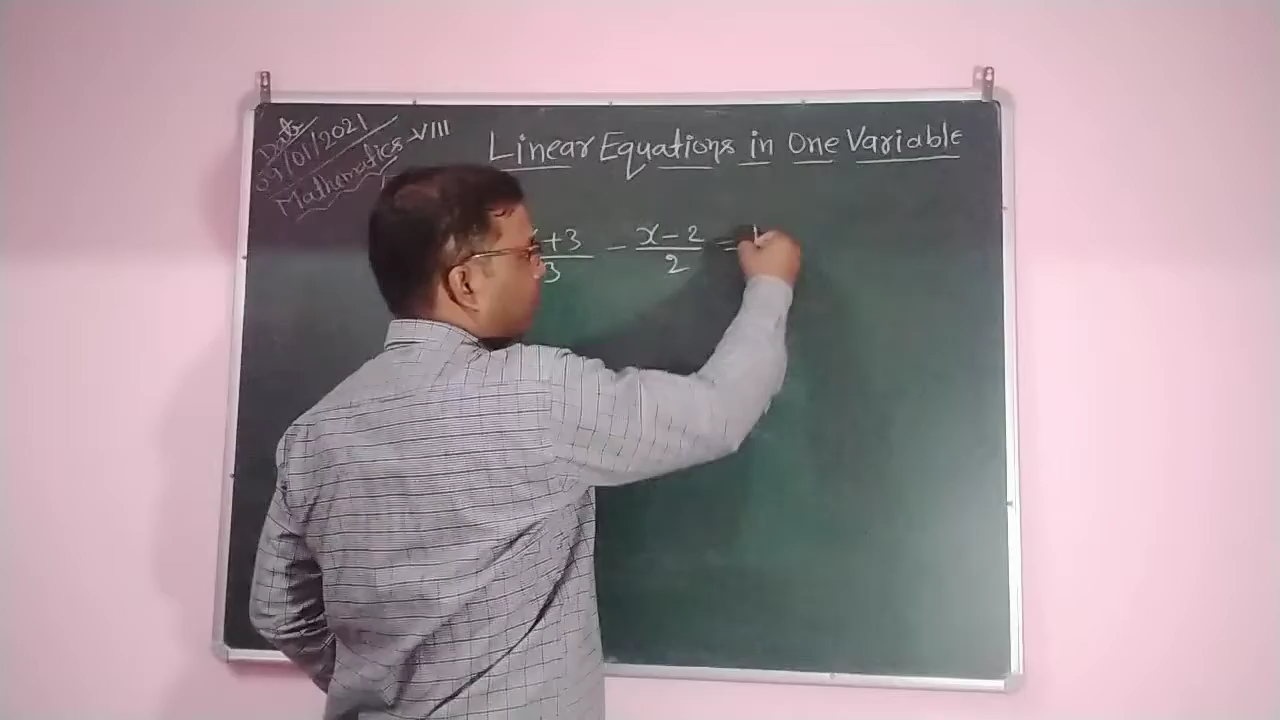 Date
09/01/2021
Mathematics-VIII
Linear Equations in One Variable
x+3/3 - x-2/2 =